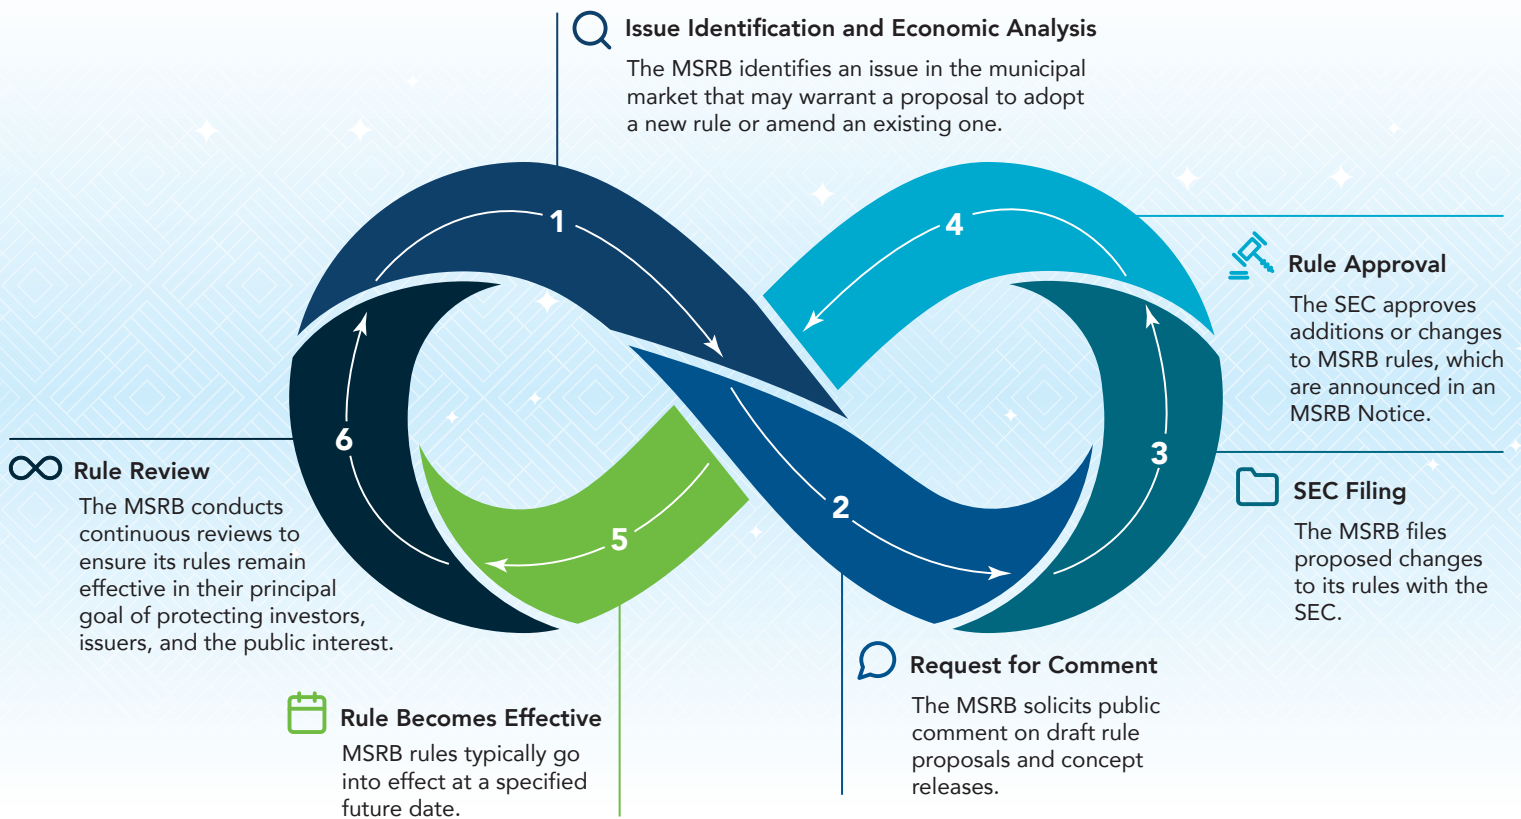 Issue Identification and Economic Analysis
The MSRB identifies an issue in the municipal
market that may warrant a proposal to adopt
a new rule or amend an existing one.
1
4
Rule Approval
The SEC approves
additions or changes
to MSRB rules, which
are announced in an
MSRB Notice.
6
Rule Review
The MSRB conducts
continuous reviews to
ensure its rules remain
effective in their principal
goal of protecting investors,
issuers, and the public interest.
3
SEC Filing
The MSRB files
proposed changes
to its rules with the
SEC.
2
5
Request for Comment
The MSRB solicits public
comment on draft rule
proposals and concept
releases.
Rule Becomes Effective
MSRB rules typically go
into effect at a specified
future date.